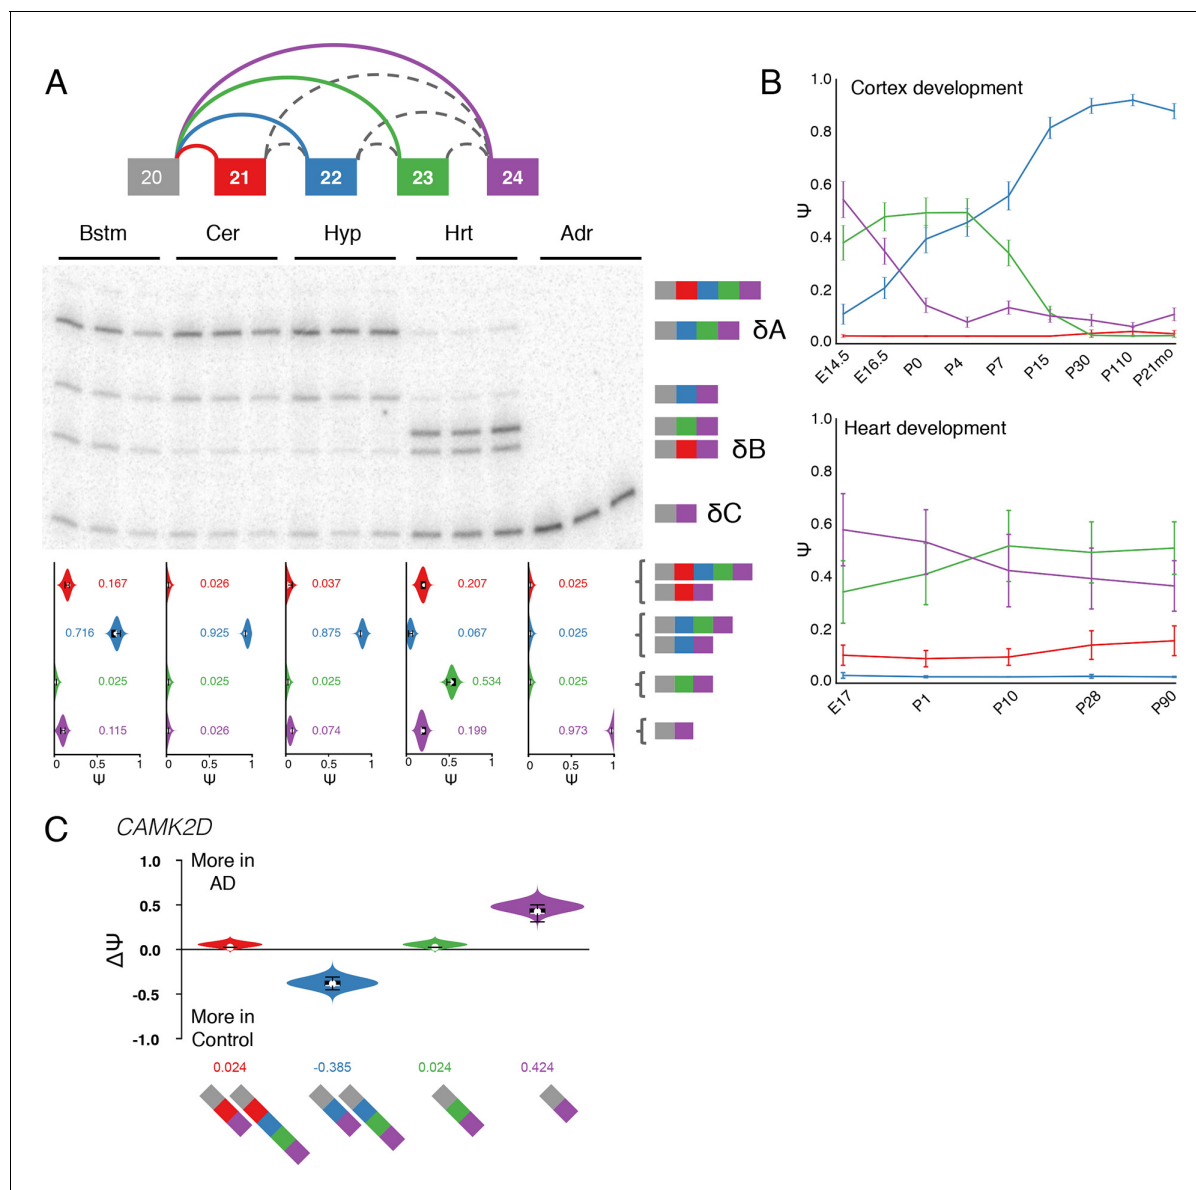 A
20 21 22 23 24
Bstm Cer Hyp Hrt Adr
δA
δB
δC
0.167 0.026 0.037 0.207 0.025
0.716 0.925 0.875 0.067 0.025
0.025 0.025 0.025 0.534 0.025
0.115 0.026 0.074 0.199 0.973
0 0.5 1 0 0.5 1 0 0.5 1 0 0.5 1 0 0.5 1
Ψ Ψ Ψ Ψ Ψ
B
Cortex development
1.0
0.8
0.6
Ψ
0.4
0.2
0.0
E14.5 E16.5 P0 P4 P7 P15 P30 P110 P21mo
Heart development
1.0
0.8
0.6
Ψ
0.4
0.2
0.0
E17 P1 P10 P28 P90
C
CAMK2D
More in
AD
ΔΨ
1.0
0.5
0.0
-0.5
-1.0
More in
Control
0.024 -0.385 0.024 0.424